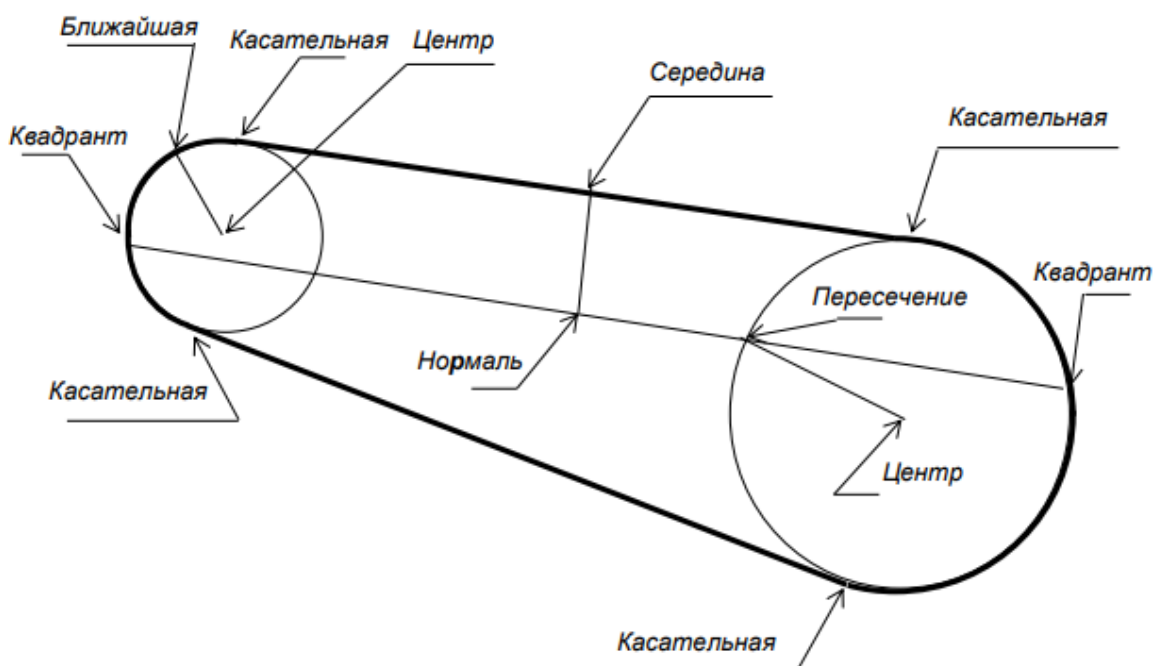 Ближайшая
Касательная
Центр
Середина
Касательная
Квадрант
Квадрант
Пересечение
Нормаль
Касательная
Центр
Касательная